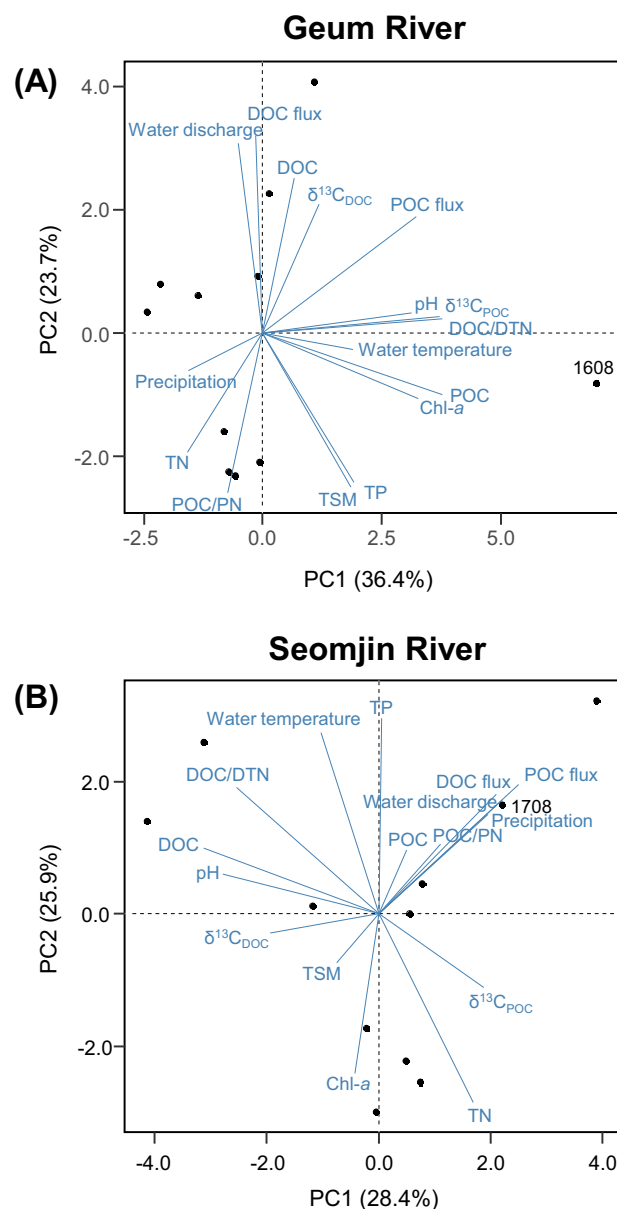 Geum River
(A)
4.0
DOC flux
Water discharge
DOC
δ¹³C_DOC
2.0
POC flux
PC2 (23.7%)
pH δ¹³C_POC
0.0
DOC/DTN
Water temperature
1608
Precipitation
POC
Chl-a
-2.0
TN
POC/PN
TSM
TP
-2.5
0.0
2.5
5.0
PC1 (36.4%)
Seomjin River
(B)
TP
Water temperature
DOC/DTN
DOC flux
POC flux
2.0
Water discharge
1708
Precipitation
DOC
POC
POC/PN
pH
PC2 (25.9%)
0.0
δ¹³C_DOC
TSM
δ¹³C_POC
-2.0
Chl-a
TN
-4.0
-2.0
0.0
2.0
4.0
PC1 (28.4%)